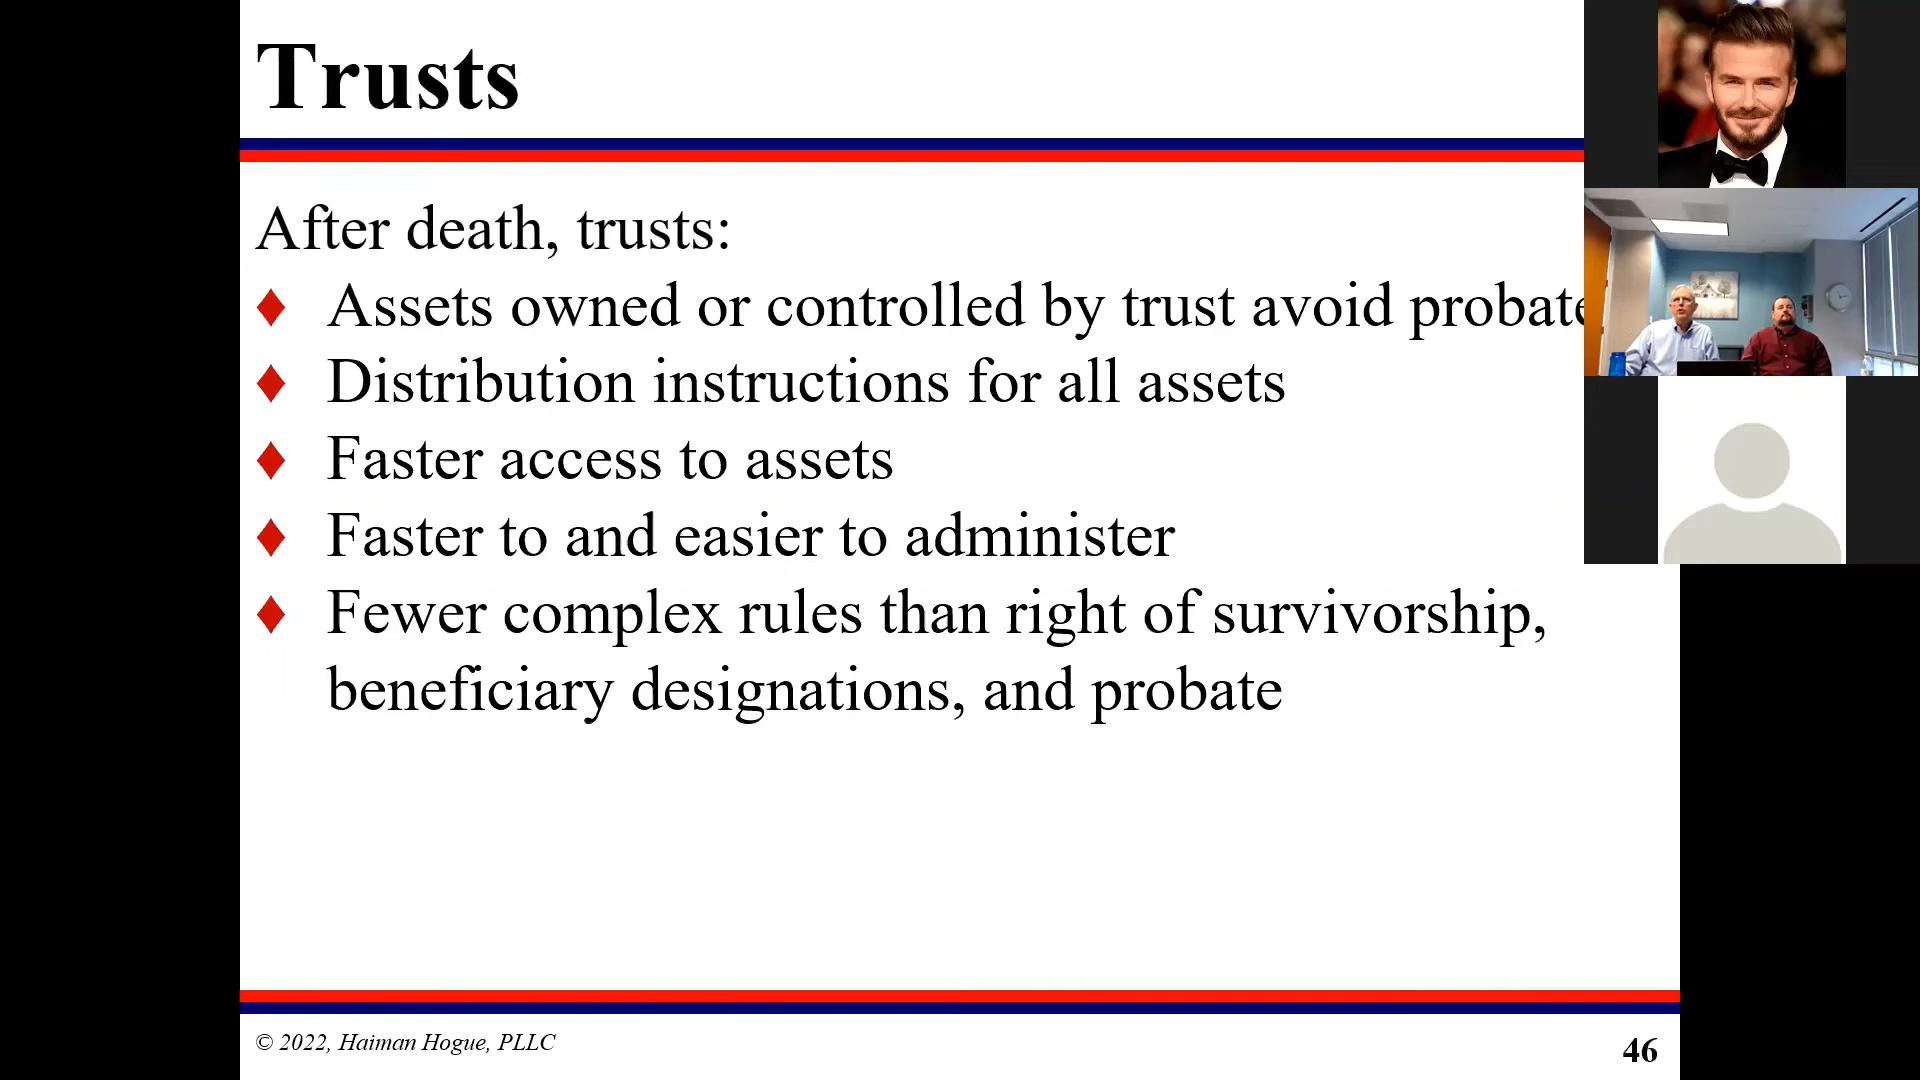 Trusts
After death, trusts:
Assets owned or controlled by trust avoid probate
Distribution instructions for all assets
Faster access to assets
Faster to and easier to administer
Fewer complex rules than right of survivorship,
beneficiary designations, and probate
© 2022, Haiman Hogue, PLLC
46